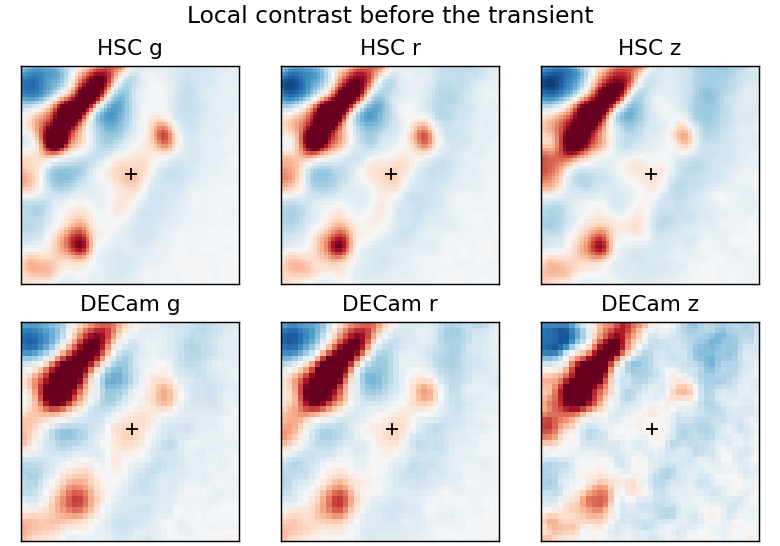 Local contrast before the transient
HSC g
HSC r
HSC z
DECam g
DECam r
DECam z